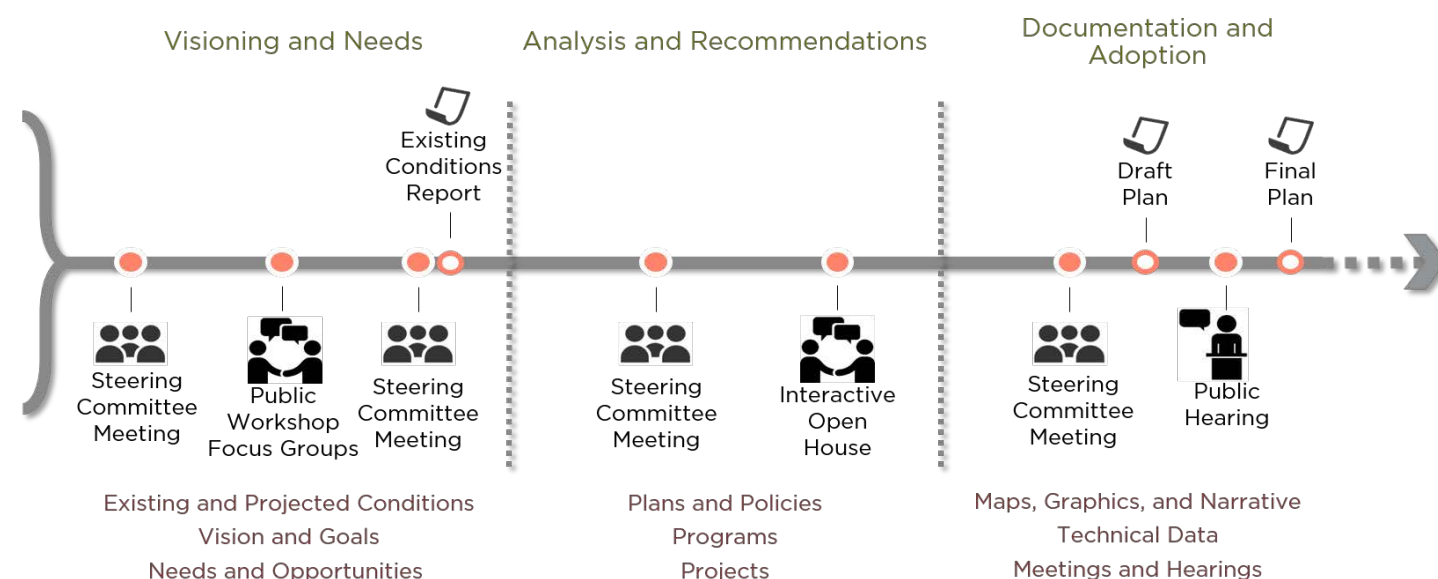 Visioning and Needs
Analysis and Recommendations
Documentation and
Adoption
Existing
Conditions
Report
Draft
Plan
Final
Plan
Steering
Committee
Meeting
Public
Workshop
Focus Groups
Steering
Committee
Meeting
Steering
Committee
Meeting
Interactive
Open
House
Steering
Committee
Meeting
Public
Hearing
Existing and Projected Conditions
Vision and Goals
Needs and Opportunities
Plans and Policies
Programs
Projects
Maps, Graphics, and Narrative
Technical Data
Meetings and Hearings